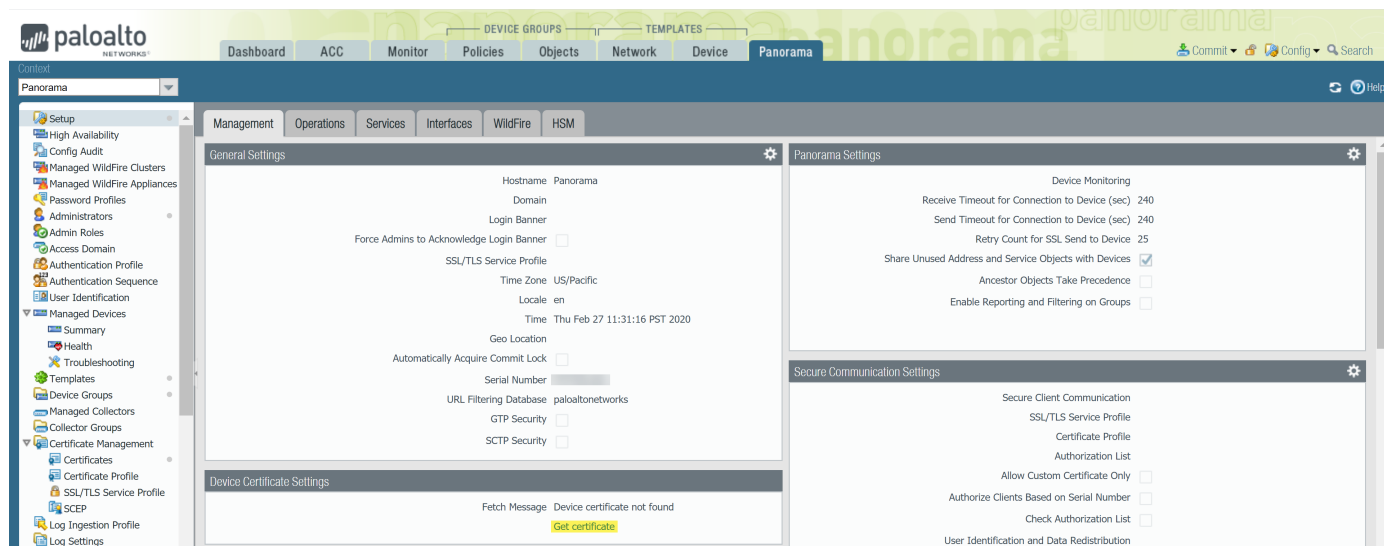 paloalto
NETWORKS®
DEVICE GROUPS
TEMPLATES
panorama
panorama
panorama
Dashboard
ACC
Monitor
Policies
Objects
Network
Device
Panorama
Commit
Config
Search
Context
Panorama
Help
Setup
High Availability
Config Audit
Managed WildFire Clusters
Managed WildFire Appliances
Password Profiles
Administrators
Admin Roles
Access Domain
Authentication Profile
Authentication Sequence
User Identification
Managed Devices
Summary
Health
Troubleshooting
Templates
Device Groups
Managed Collectors
Collector Groups
Certificate Management
Certificates
Certificate Profile
SSL/TLS Service Profile
SCEP
Log Ingestion Profile
Log Settings
Management
Operations
Services
Interfaces
WildFire
HSM
General Settings
Hostname Panorama
Domain
Login Banner
Force Admins to Acknowledge Login Banner
SSL/TLS Service Profile
Time Zone US/Pacific
Locale en
Time Thu Feb 27 11:31:16 PST 2020
Geo Location
Automatically Acquire Commit Lock
Serial Number
URL Filtering Database paloaltonetworks
GTP Security
SCTP Security
Device Certificate Settings
Fetch Message Device certificate not found
Get certificate
Panorama Settings
Device Monitoring
Receive Timeout for Connection to Device (sec) 240
Send Timeout for Connection to Device (sec) 240
Retry Count for SSL Send to Device 25
Share Unused Address and Service Objects with Devices
Ancestor Objects Take Precedence
Enable Reporting and Filtering on Groups
Secure Communication Settings
Secure Client Communication
SSL/TLS Service Profile
Certificate Profile
Authorization List
Allow Custom Certificate Only
Authorize Clients Based on Serial Number
Check Authorization List
User Identification and Data Redistribution